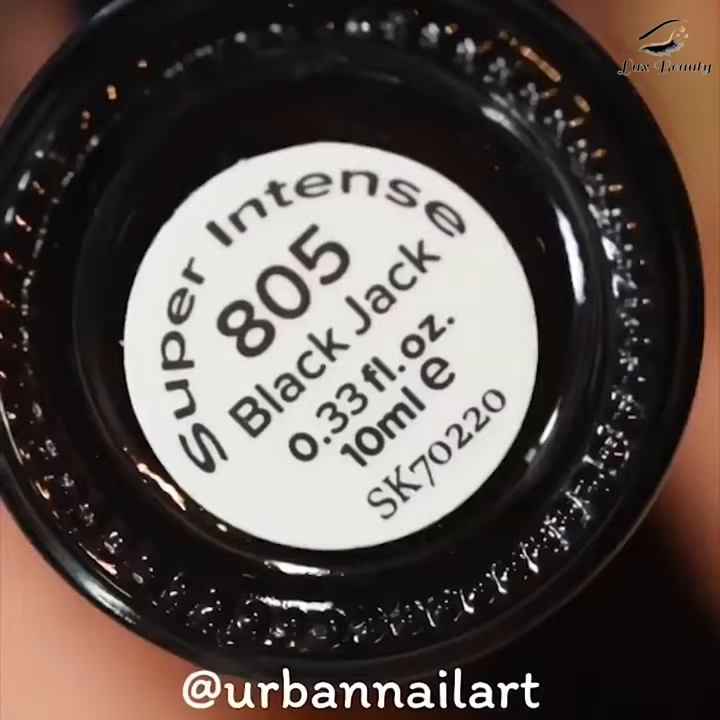 Lux Beauty
Super Intense
805
Black Jack
0.33 fl. oz.
10ml e
SK70220
@urbannailart